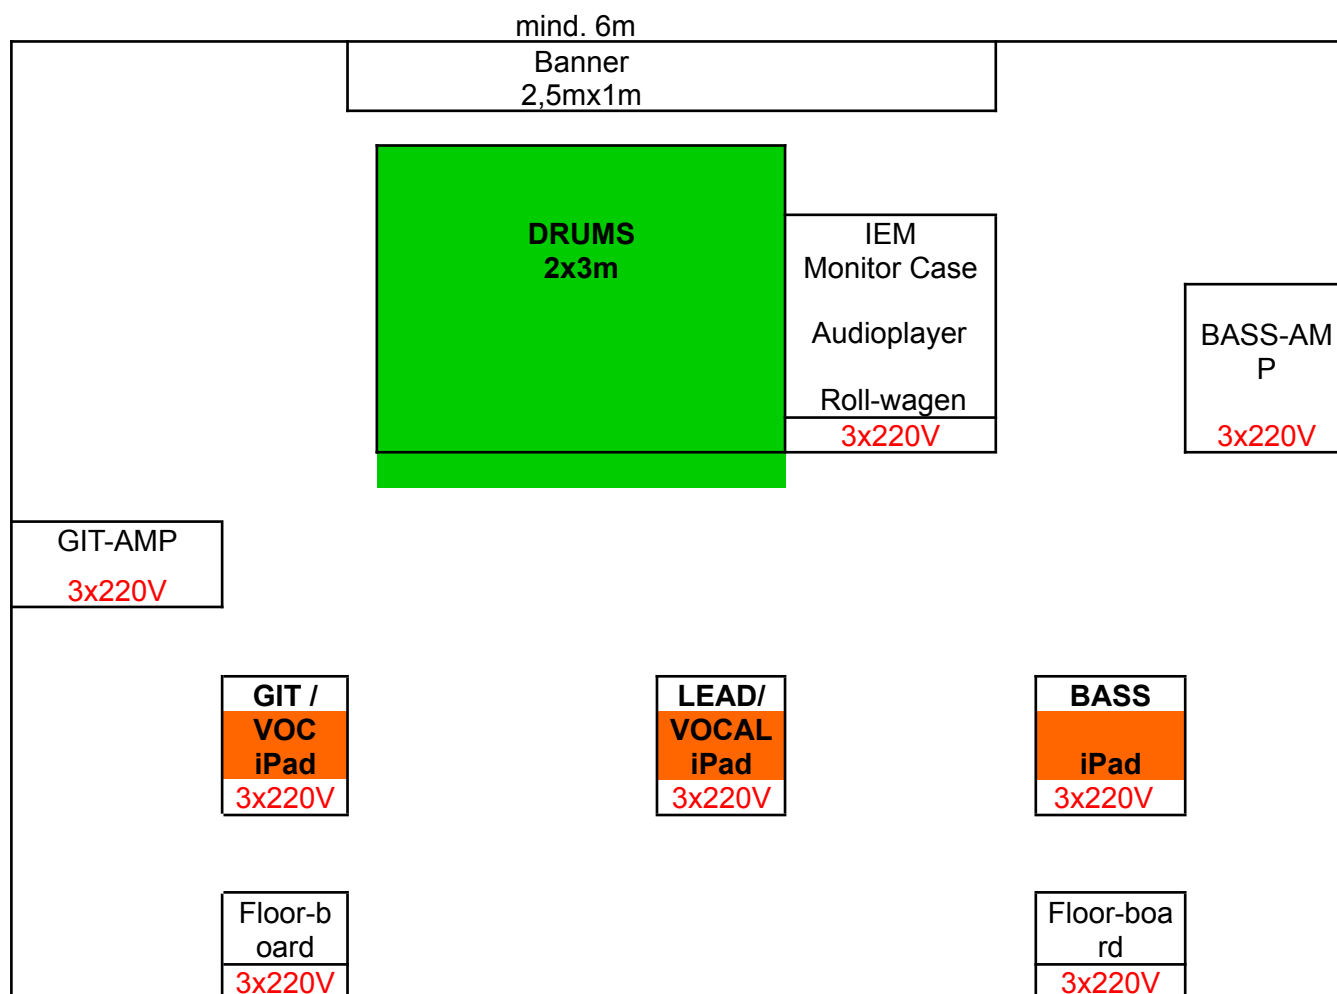 mind. 6m
Banner
2,5mx1m
DRUMS
2x3m
IEM
Monitor Case
Audioplayer
Roll-wagen
3x220V
BASS-AM
P
3x220V
GIT-AMP
3x220V
GIT /
VOC
iPad
3x220V
LEAD/
VOCAL
iPad
3x220V
BASS
iPad
3x220V
Floor-b
oard
3x220V
Floor-boa
rd
3x220V